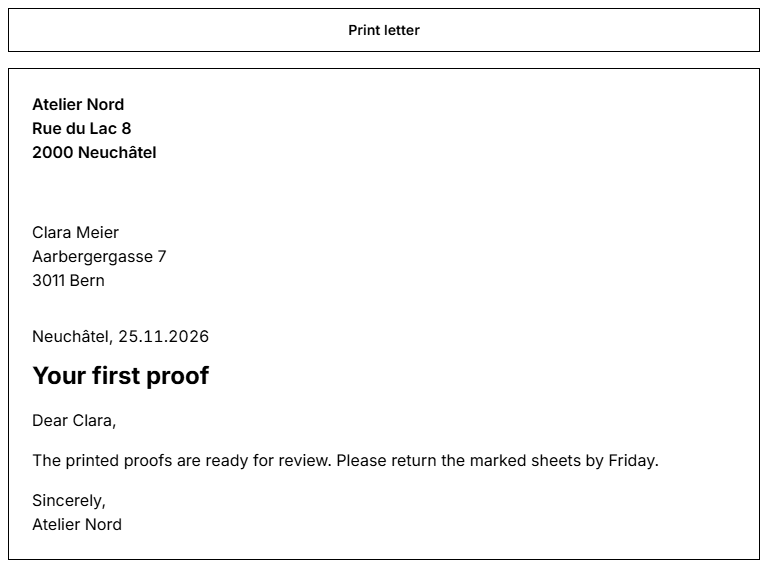 Print letter
Atelier Nord
Rue du Lac 8
2000 Neuchâtel
Clara Meier
Aarbergergasse 7
3011 Bern
Neuchâtel, 25.11.2026
Your first proof
Dear Clara,
The printed proofs are ready for review. Please return the marked sheets by Friday.
Sincerely,
Atelier Nord